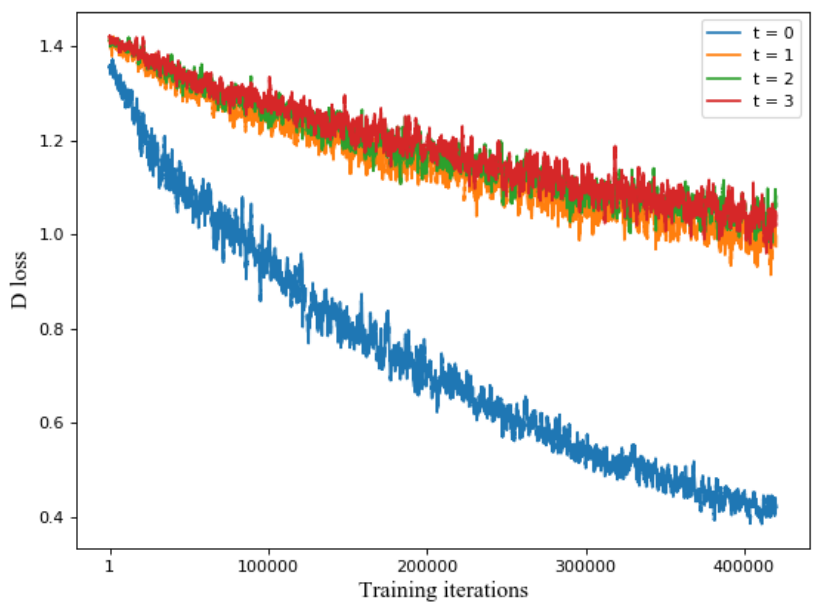 t = 0
t = 1
t = 2
t = 3
D loss
1.4
1.2
1.0
0.8
0.6
0.4
1 100000 200000 300000 400000
Training iterations